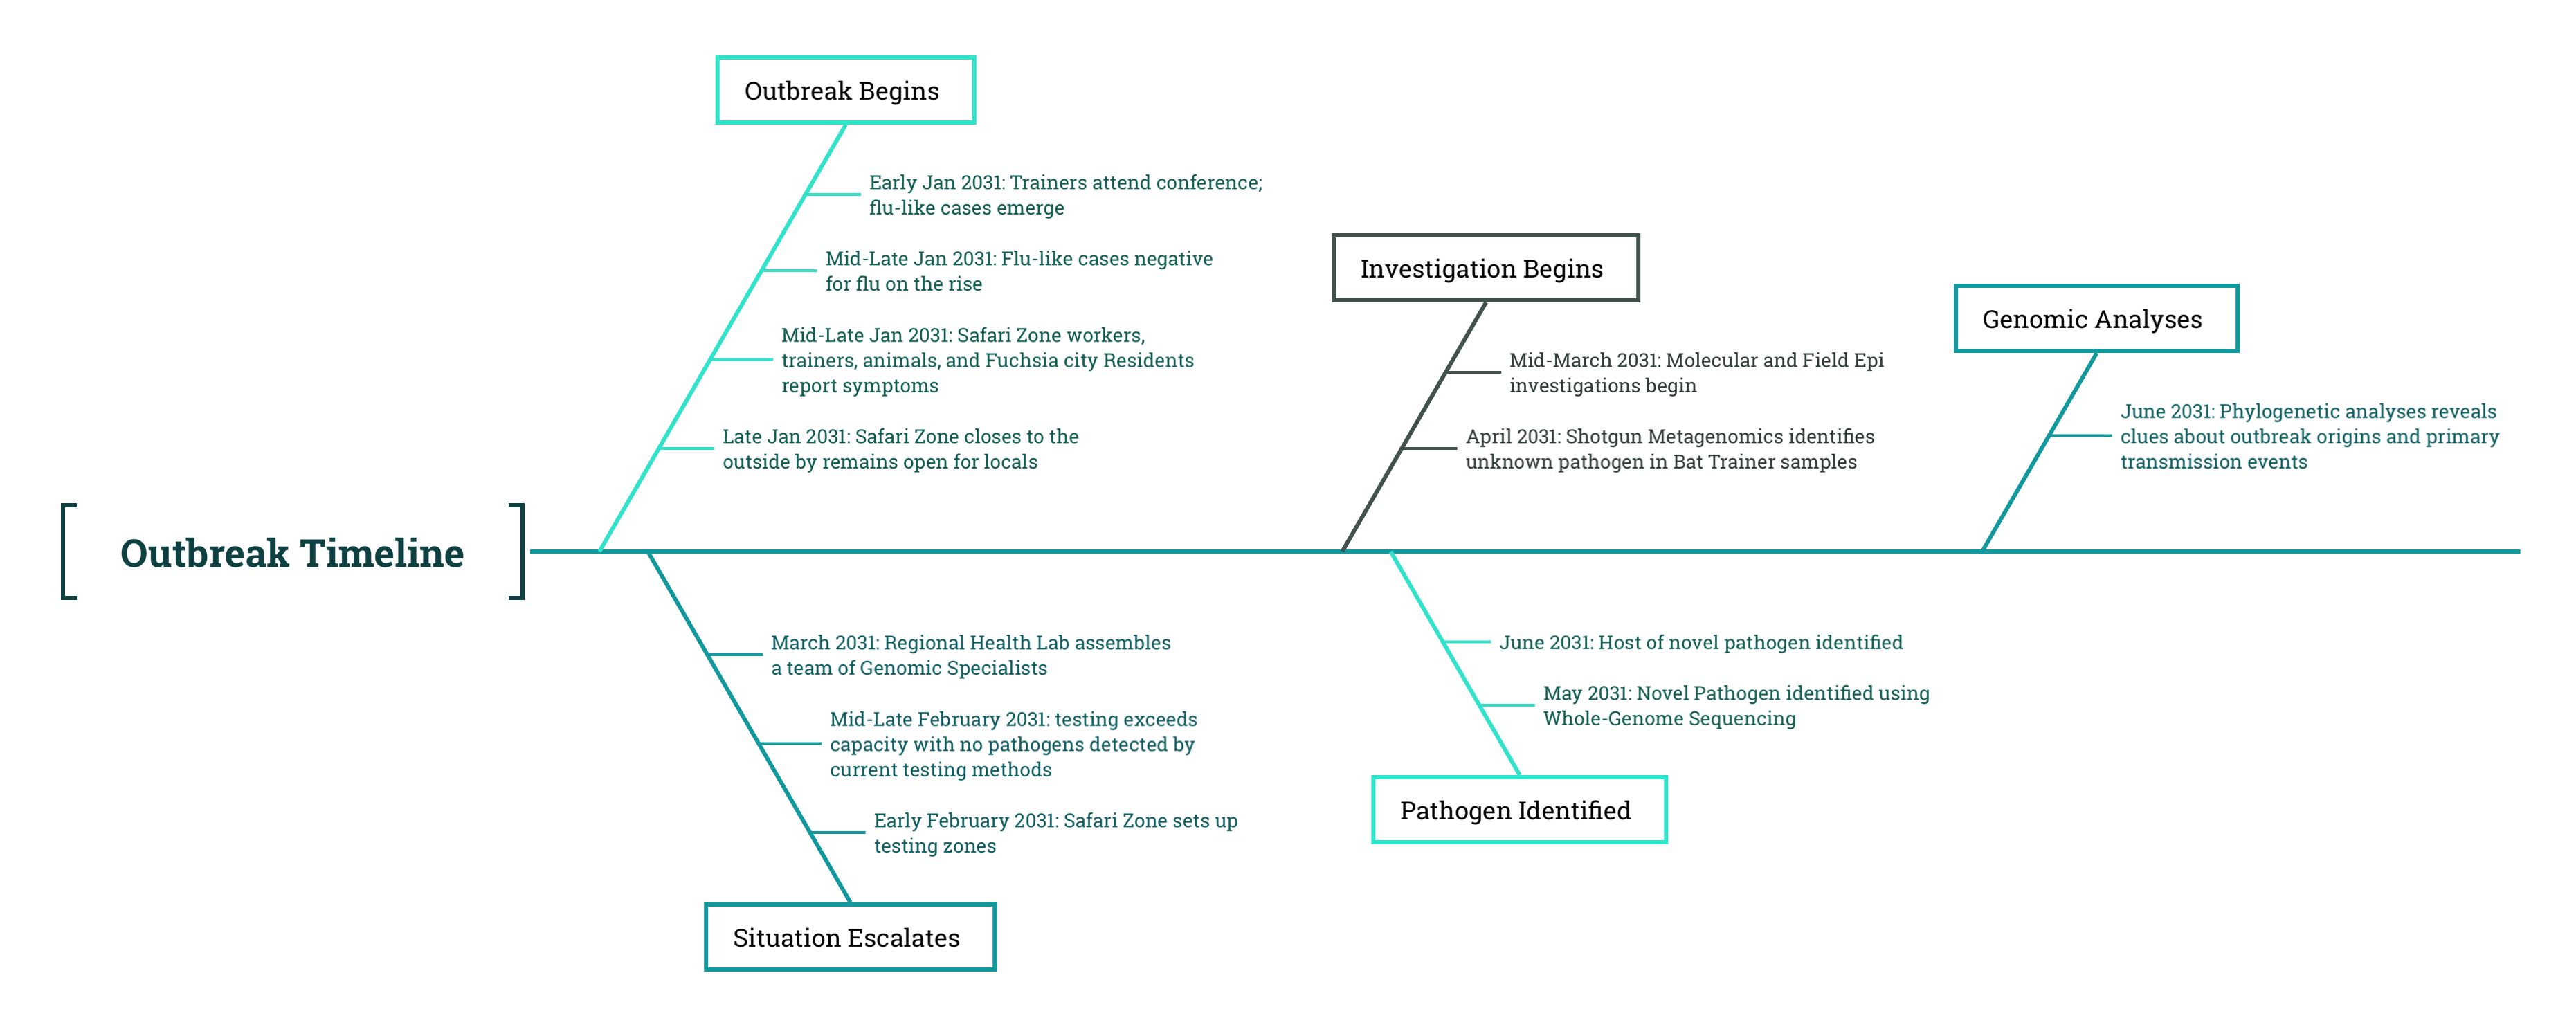 Outbreak Timeline
Outbreak Begins
Early Jan 2031: Trainers attend conference;
flu-like cases emerge
Mid-Late Jan 2031: Flu-like cases negative
for flu on the rise
Mid-Late Jan 2031: Safari Zone workers,
trainers, animals, and Fuchsia city Residents
report symptoms
Late Jan 2031: Safari Zone closes to the
outside by remains open for locals
March 2031: Regional Health Lab assembles
a team of Genomic Specialists
Mid-Late February 2031: testing exceeds
capacity with no pathogens detected by
current testing methods
Early February 2031: Safari Zone sets up
testing zones
Situation Escalates
Investigation Begins
Mid-March 2031: Molecular and Field Epi
investigations begin
April 2031: Shotgun Metagenomics identifies
unknown pathogen in Bat Trainer samples
June 2031: Host of novel pathogen identified
May 2031: Novel Pathogen identified using
Whole-Genome Sequencing
Pathogen Identified
Genomic Analyses
June 2031: Phylogenetic analyses reveals
clues about outbreak origins and primary
transmission events